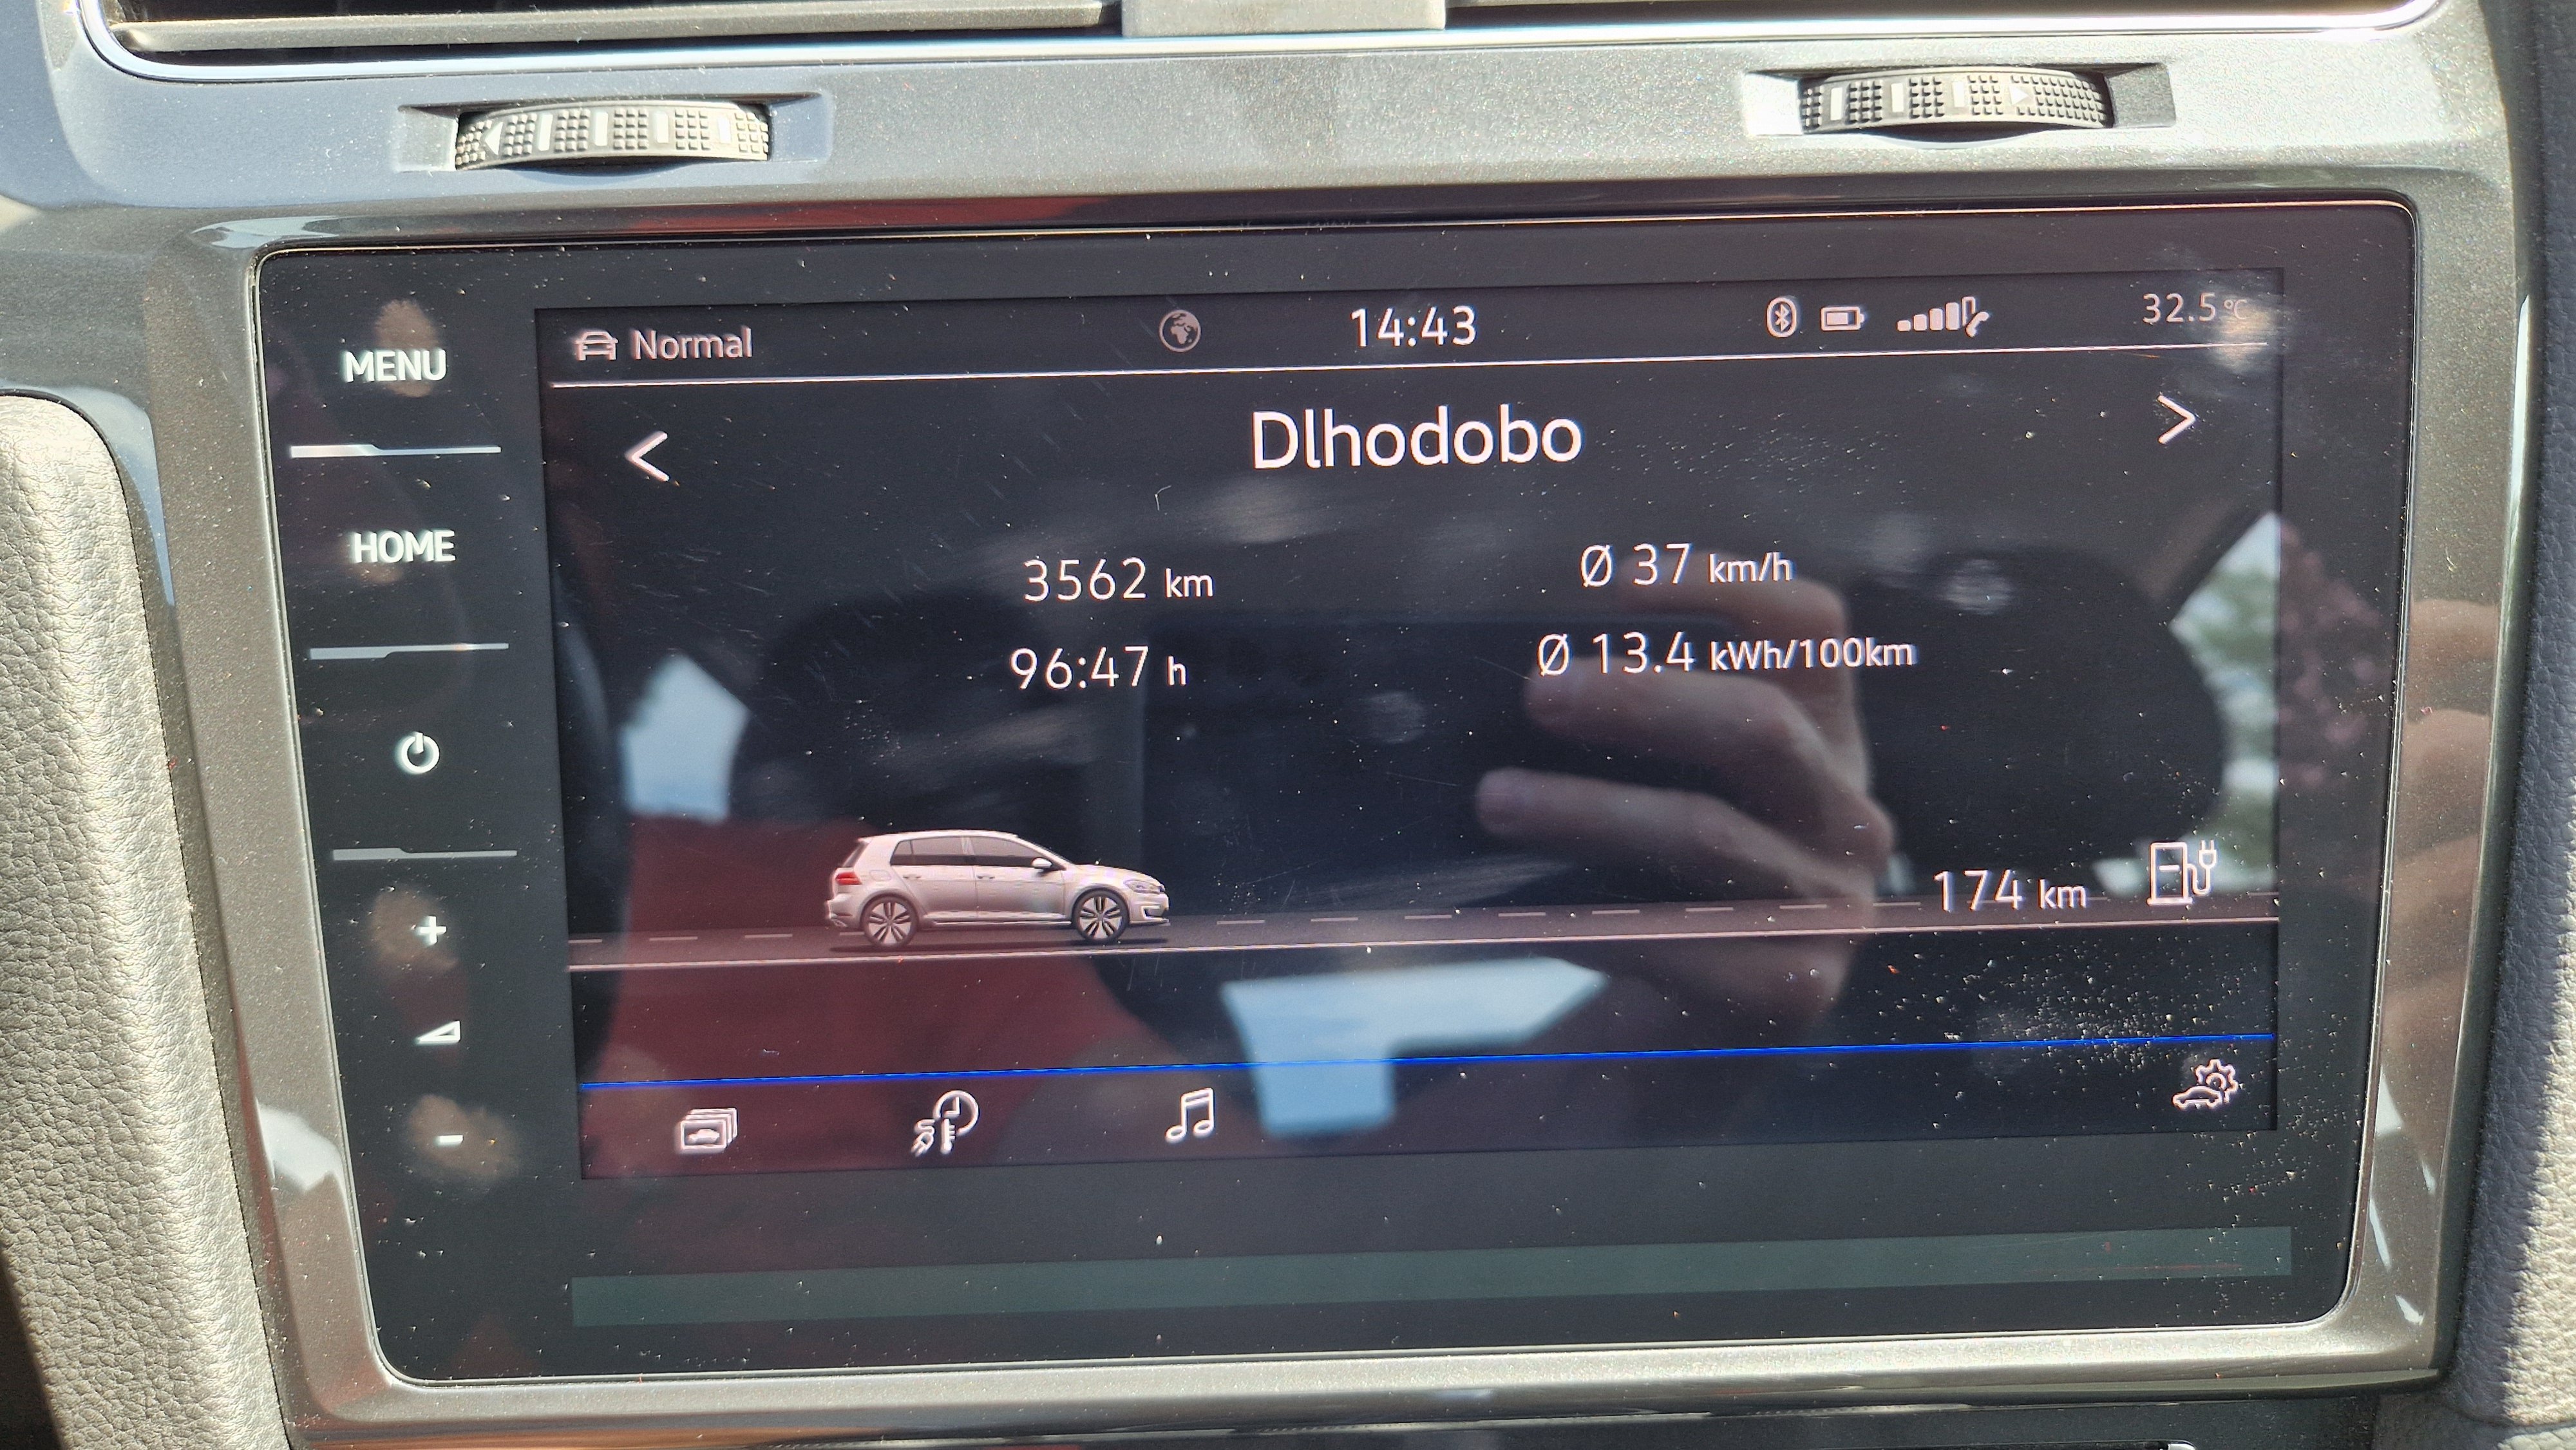 MENU
HOME
Normal
14:43
32.5 °C
Dlhodobo
3562 km
Ø 37 km/h
96:47 h
Ø 13.4 kWh/100km
174 km
+
-